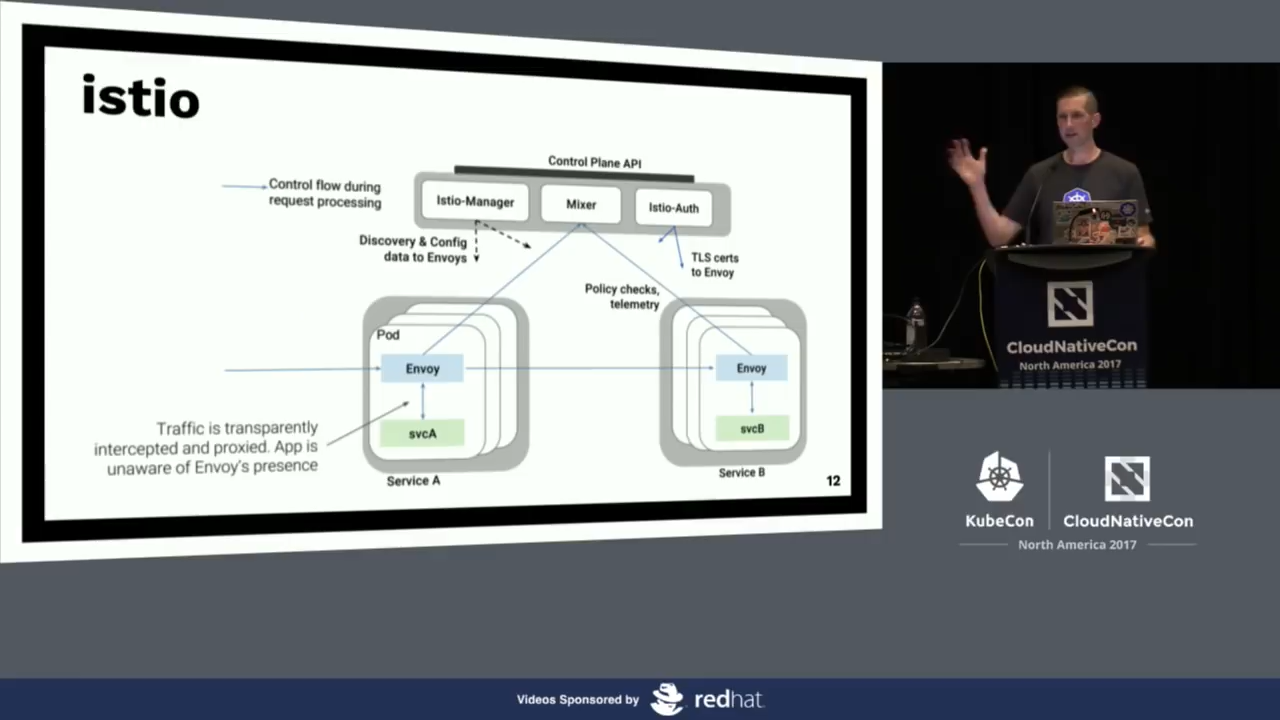 istio
Control flow during
request processing
Control Plane API
Istio-Manager
Mixer
Istio-Auth
Discovery & Config
data to Envoys
TLS certs
to Envoy
Policy checks,
telemetry
Pod
Envoy
Envoy
svcA
svcB
Traffic is transparently
intercepted and proxied. App is
unaware of Envoy's presence
Service A
Service B
12
CloudNativeCon
North America 2017
KubeCon
CloudNativeCon
North America 2017
Videos Sponsored by
redhat.